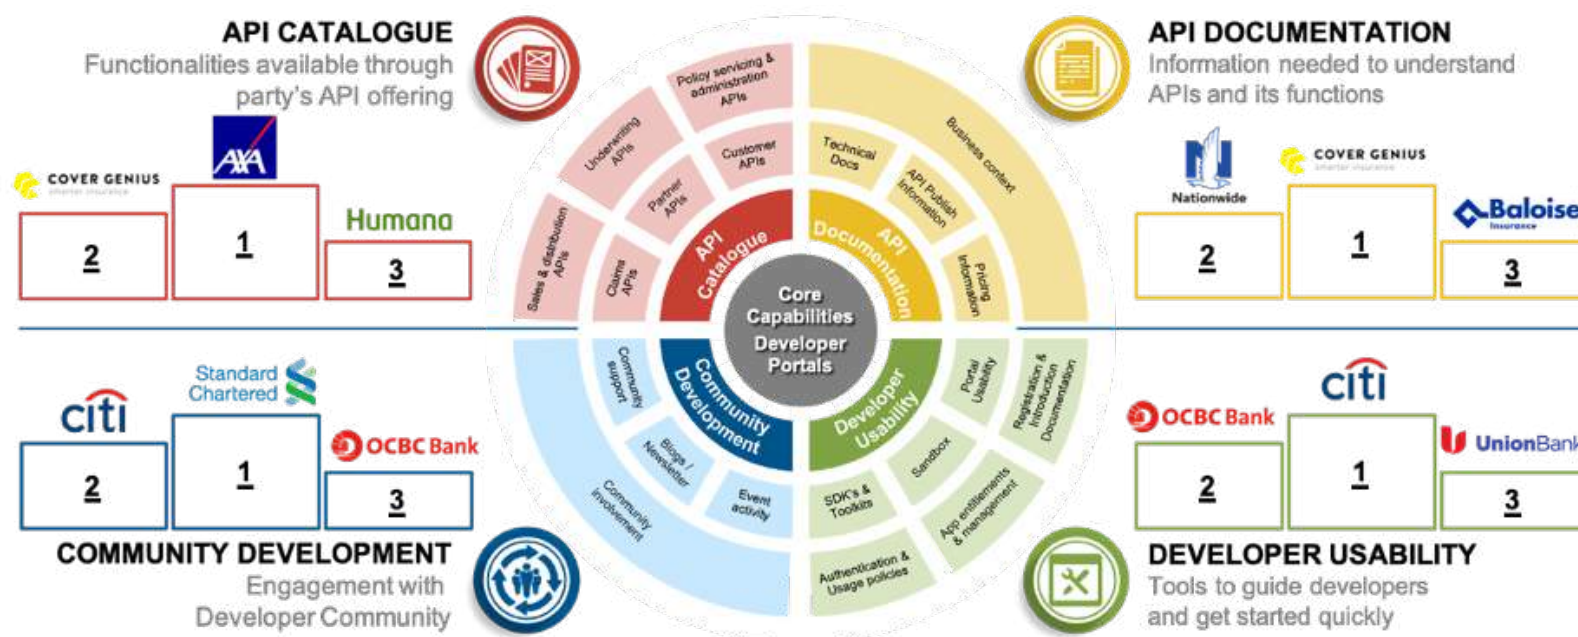 API CATALOGUE
Functionalities available through
party's API offering
COVER GENIUS
smarter insurance
AXA
Humana
2
1
3
API DOCUMENTATION
Information needed to understand
APIs and its functions
Nationwide
COVER GENIUS
smarter insurance
Baloise
Insurance
2
1
3
Policy servicing &
administration
APIs
Underwriting
APIs
Sales & distribution
APIs
Customer
APIs
Partner
APIs
Claims
APIs
API
Catalogue
Business context
Technical
Docs
API Publish
Information
Pricing
Information
API
Documentation
Core
Capabilities
Developer
Portals
Community
Development
Community
support
Blogs /
Newsletter
Event
activity
Community
involvement
Developer
Usability
Portal
Usability
Sandbox
SDK's &
Toolkits
Registration &
Introduction
Documentation
App entitlements
& management
Authentication &
Usage policies
citi
Standard
Chartered
OCBC Bank
2
1
3
COMMUNITY DEVELOPMENT
Engagement with
Developer Community
OCBC Bank
citi
UnionBank
2
1
3
DEVELOPER USABILITY
Tools to guide developers
and get started quickly